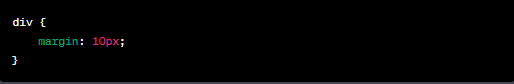 div {
    margin: 10px;
}